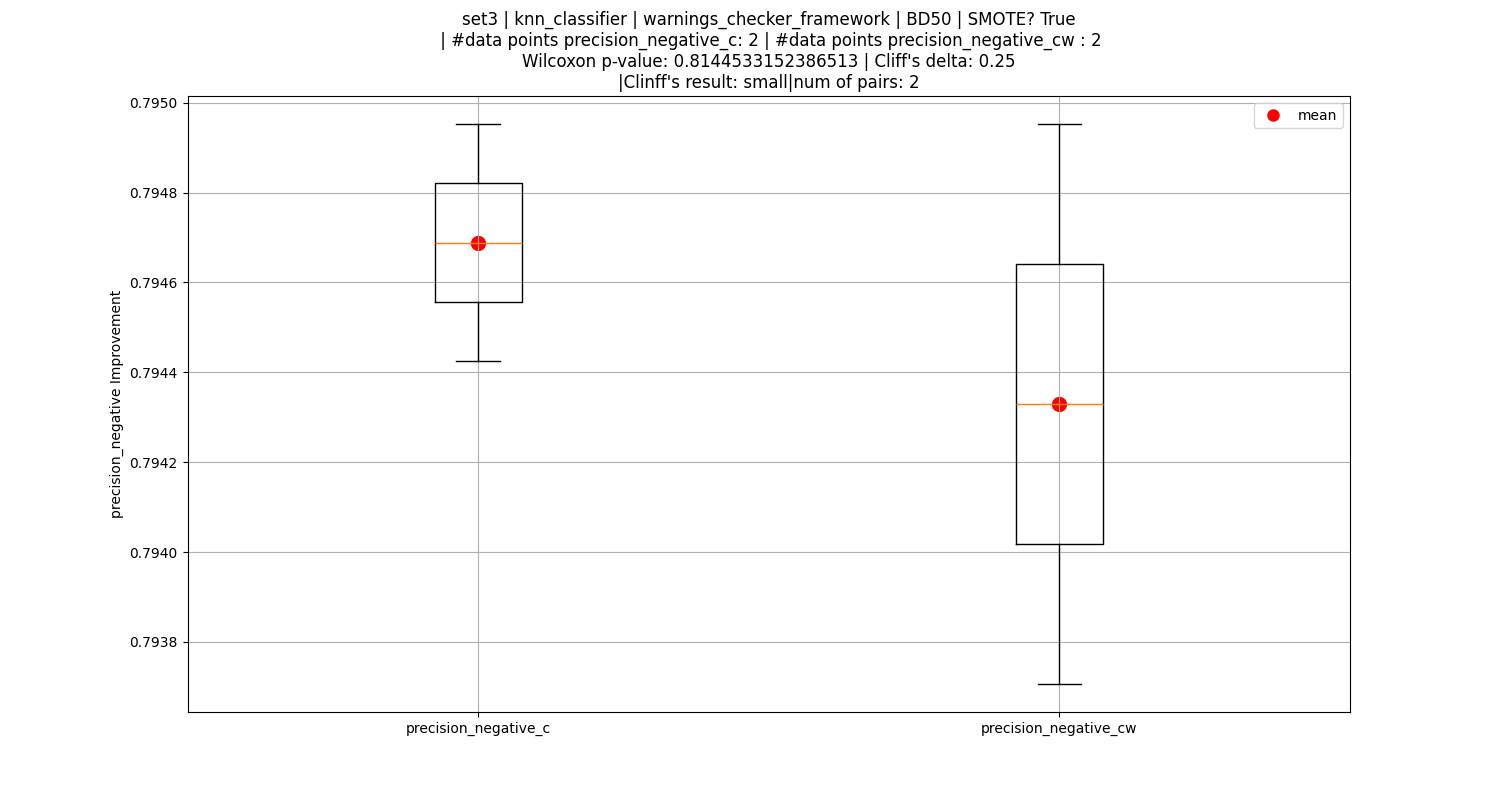 set3 | knn_classifier | warnings_checker_framework | BD50 | SMOTE? True
| #data points precision_negative_c: 2 | #data points precision_negative_cw : 2
Wilcoxon p-value: 0.8144533152386513 | Cliff's delta: 0.25
|Clinff's result: small|num of pairs: 2
mean
0.7950
0.7948
0.7946
0.7944
0.7942
0.7940
0.7938
precision_negative Improvement
precision_negative_c
precision_negative_cw